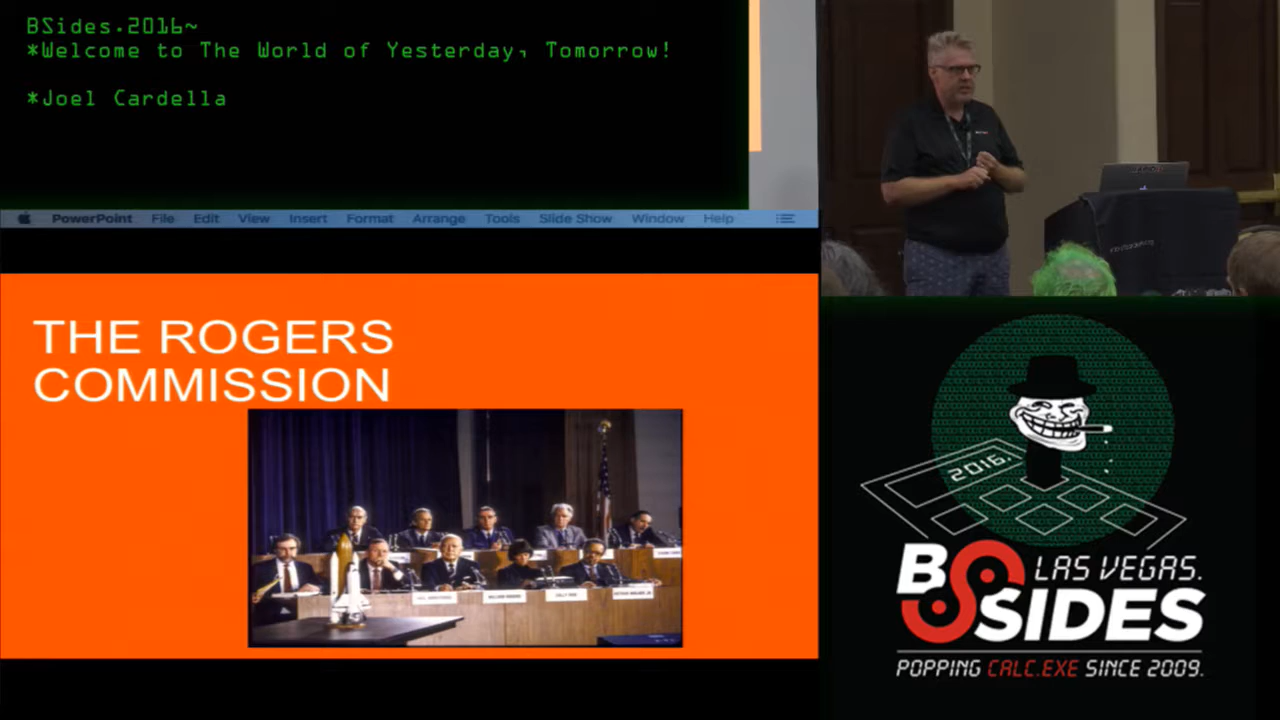 BSides.2016~
*Welcome to The World of Yesterday, Tomorrow!
*Joel Cardella
PowerPoint File Edit View Insert Format Arrange Tools Slide Show Window Help
THE ROGERS
COMMISSION
2016.
BSIDES
LAS VEGAS.
POPPING CALC.EXE SINCE 2009.